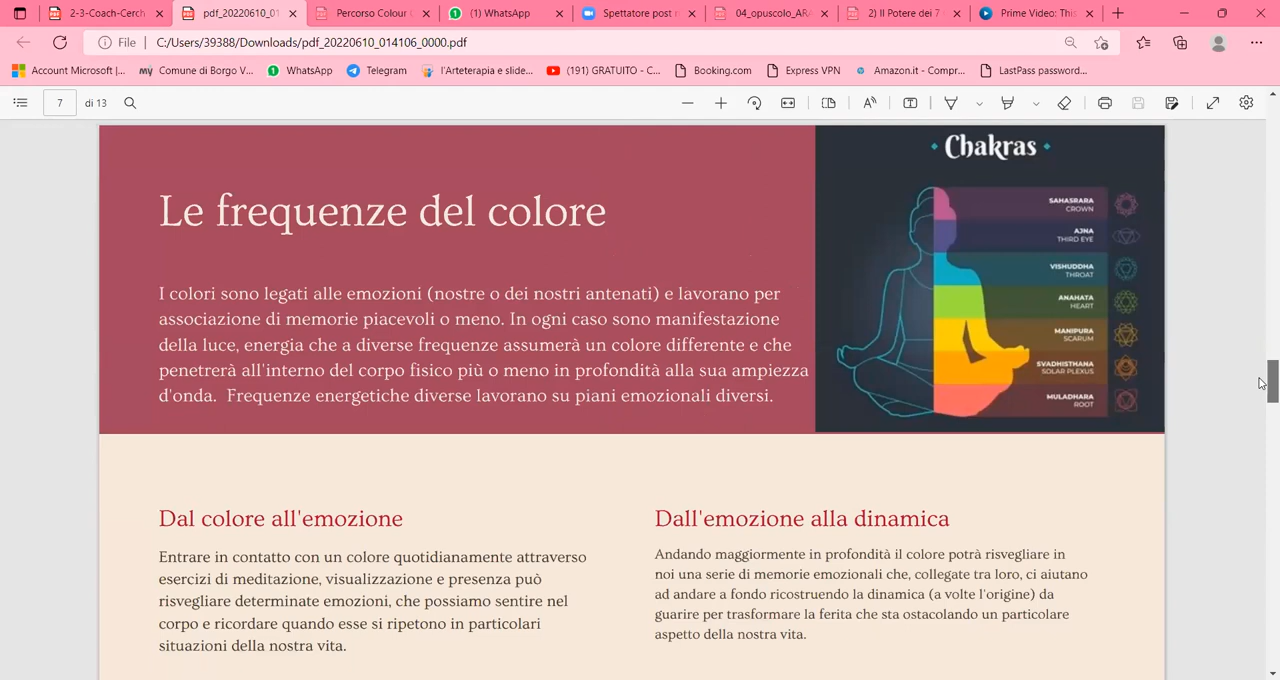 2-3-Coach-Cerch
pdf_20220610_01
Percorso Colour
(1) WhatsApp
Spettatore post
04_opuscolo_AR
2) Il Potere dei 7
Prime Video: Thi
File
C:/Users/39388/Downloads/pdf_20220610_014106_0000.pdf
Account Microsoft |...
my
Comune di Borgo V...
WhatsApp
Telegram
l'Arteterapia e slide...
(191) GRATUITO - C...
Booking.com
Express VPN
Amazon.it - Compr...
LastPass password...
7
di 13
Chakras
Le frequenze del colore
I colori sono legati alle emozioni (nostre o dei nostri antenati) e lavorano per
associazione di memorie piacevoli o meno. In ogni caso sono manifestazione
della luce, energia che a diverse frequenze assumerà un colore differente e che
penetrerà all'interno del corpo fisico più o meno in profondità alla sua ampiezza
d'onda. Frequenze energetiche diverse lavorano su piani emozionali diversi.
SAHASRARA
CROWN
AJNA
THIRD EYE
VISHUDDHA
THROAT
ANAHATA
HEART
MANIPURA
SCARUM
SVADHISTHANA
SOLAR PLEXUS
MULADHARA
ROOT
Dal colore all'emozione
Entrare in contatto con un colore quotidianamente attraverso
esercizi di meditazione, visualizzazione e presenza può
risvegliare determinate emozioni, che possiamo sentire nel
corpo e ricordare quando esse si ripetono in particolari
situazioni della nostra vita.
Dall'emozione alla dinamica
Andando maggiormente in profondità il colore potrà risvegliare in
noi una serie di memorie emozionali che, collegate tra loro, ci aiutano
ad andare a fondo ricostruendo la dinamica (a volte l'origine) da
guarire per trasformare la ferita che sta ostacolando un particolare
aspetto della nostra vita.